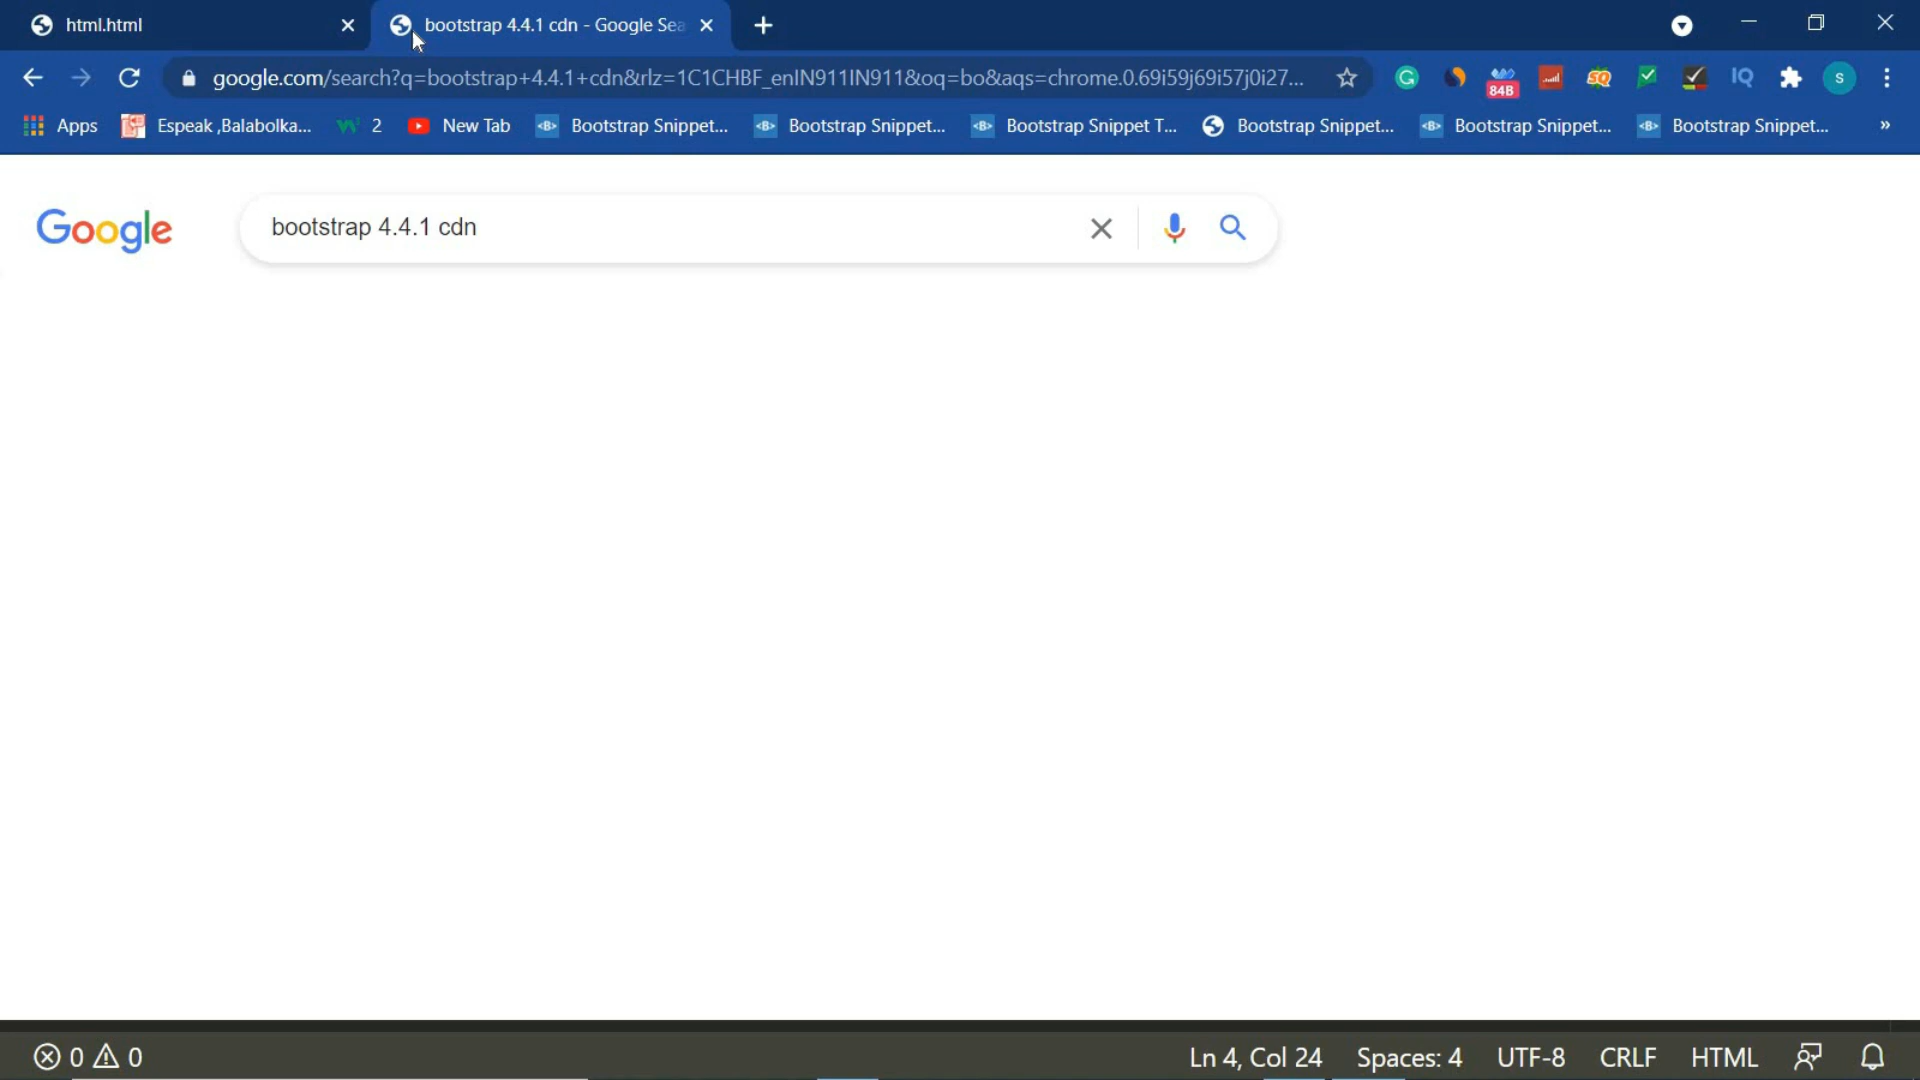 html.html
bootstrap 4.4.1 cdn - Google Sea
google.com/search?q=bootstrap+4.4.1+cdn&rlz=1C1CHBF_enIN911IN911&oq=bo&aqs=chrome.0.69i59j69i57j0i27...
84B
SQ
IQ
S
Apps
Espeak ,Balabolka...
2
New Tab
Bootstrap Snippet...
Bootstrap Snippet...
Bootstrap Snippet T...
Bootstrap Snippet...
Bootstrap Snippet...
Bootstrap Snippet...
»
Google
bootstrap 4.4.1 cdn
0
0
Ln 4, Col 24
Spaces: 4
UTF-8
CRLF
HTML